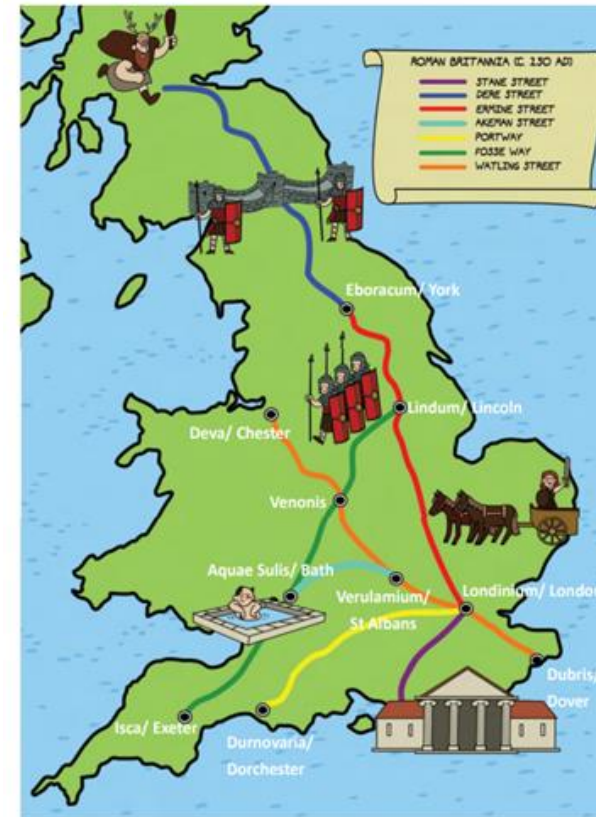 ROMAN BRITANNIA (C. 150 AD)
STANE STREET
DERE STREET
ERMINE STREET
AKEMAN STREET
PORTWAY
FOSSE WAY
WATLING STREET
Eboracum/ York
Lindum/ Lincoln
Deva/ Chester
Venonis
Aquae Sulis/ Bath
Verulamium/
St Albans
Londinium/ London
Dubris/
Dover
Isca/ Exeter
Durnovaria/
Dorchester